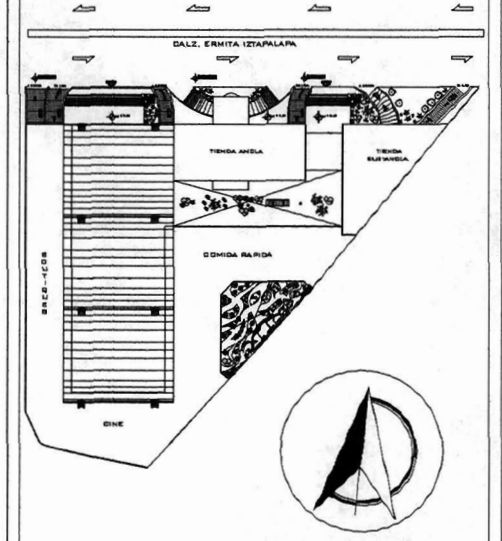 CALZ. ERMITA IZTAPALAPA
TIENDA ANCLA
TIENDA
SUBANCLA
COMIDA RAPIDA
BOUTIQUES
CINE